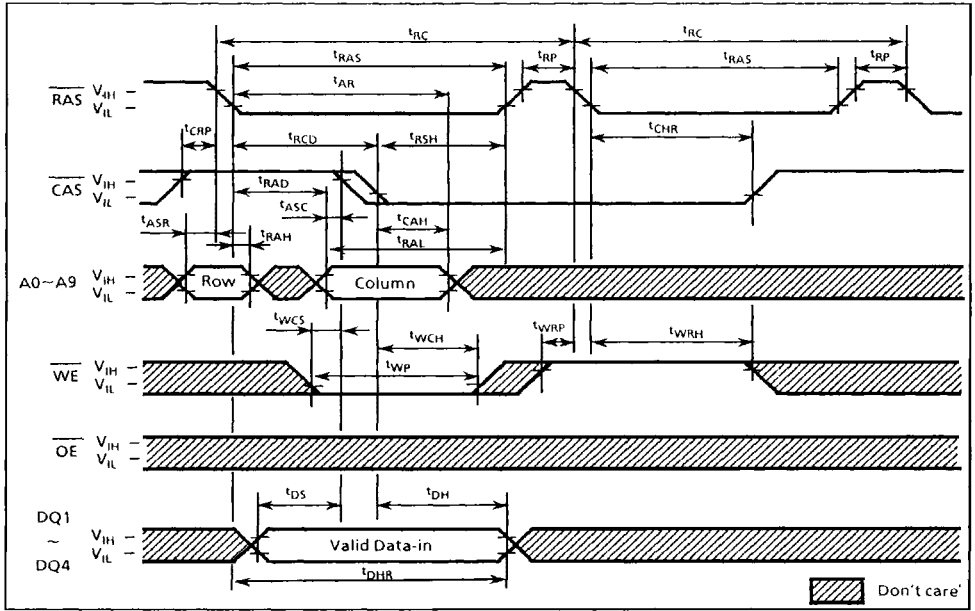 tRC tRC
tRAS tRP tRAS tRP
tAR
RAS VIH
VIL
tCRP tRCD tRSH tCHR
CAS VIH
VIL
tRAD
tASC tCAH
tASR tRAH tRAL
A0~A9 VIH
VIL
Row Column
tWCS tWCH tWRP tWRH
tWP
WE VIH
VIL
OE VIH
VIL
tDS tDH
DQ1
~
DQ4
VIH
VIL
Valid Data-in
tDHR
Don't care